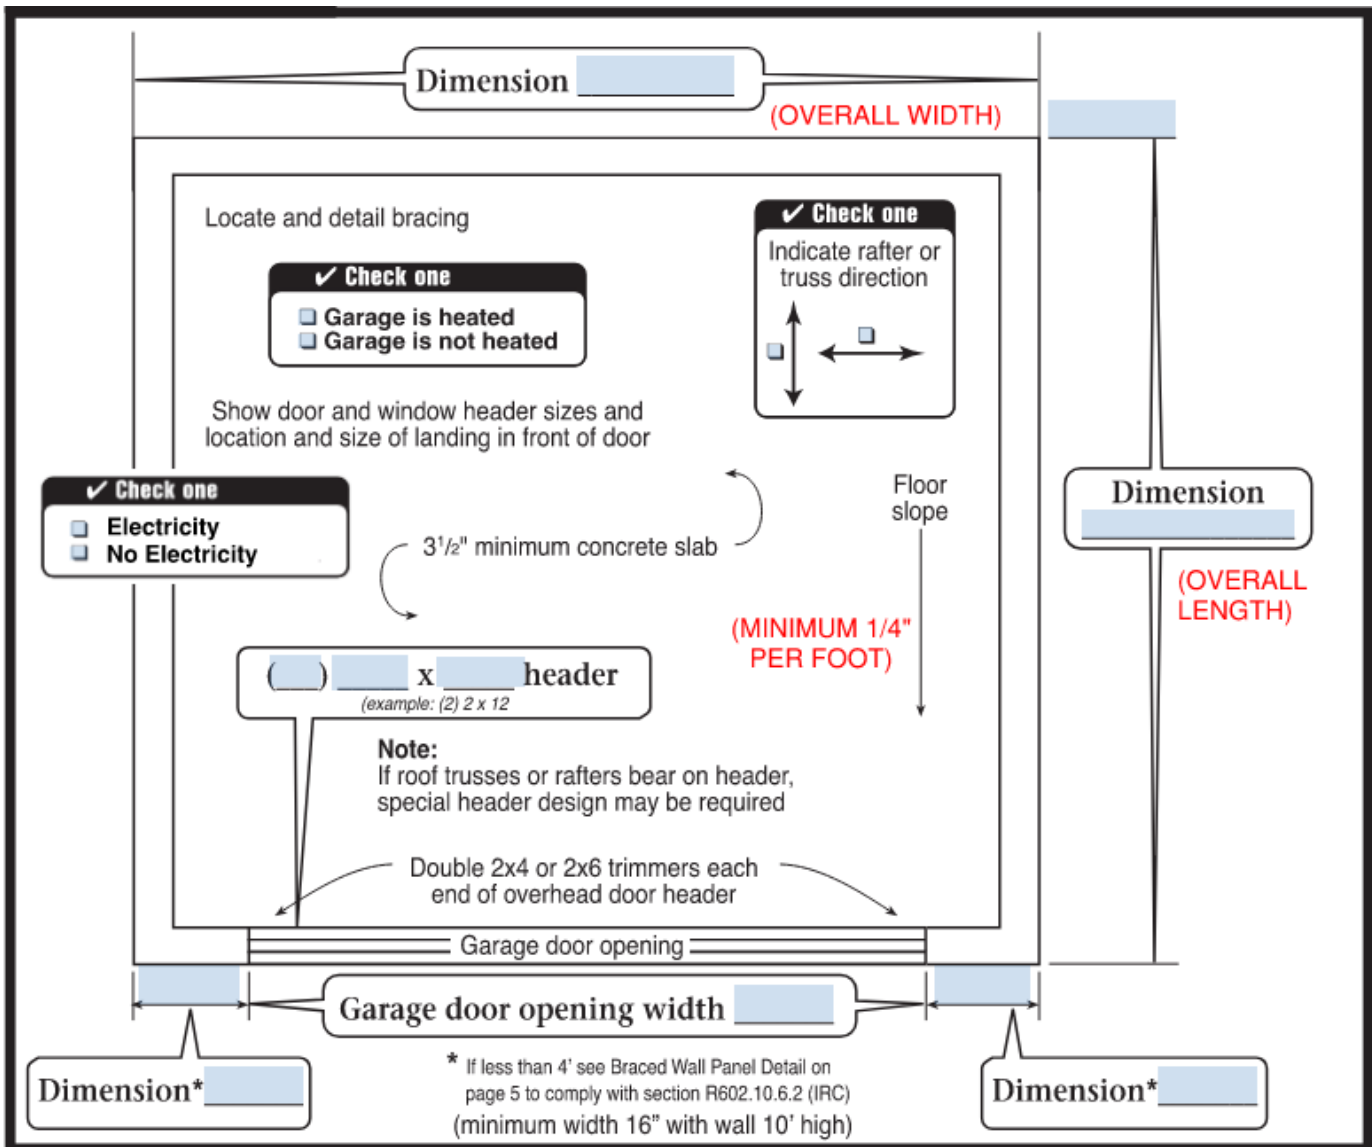 Dimension
(OVERALL WIDTH)
Locate and detail bracing
✔ Check one
Indicate rafter or
truss direction
✔ Check one
Garage is heated
Garage is not heated
Show door and window header sizes and
location and size of landing in front of door
✔ Check one
Electricity
No Electricity
Floor
slope
Dimension
(OVERALL
LENGTH)
3 1/2" minimum concrete slab
(MINIMUM 1/4"
PER FOOT)
(___) _____ x _____ header
(example: (2) 2 x 12
Note:
If roof trusses or rafters bear on header,
special header design may be required
Double 2x4 or 2x6 trimmers each
end of overhead door header
Garage door opening
Garage door opening width
Dimension*
* If less than 4' see Braced Wall Panel Detail on
page 5 to comply with section R602.10.6.2 (IRC)
(minimum width 16" with wall 10' high)
Dimension*